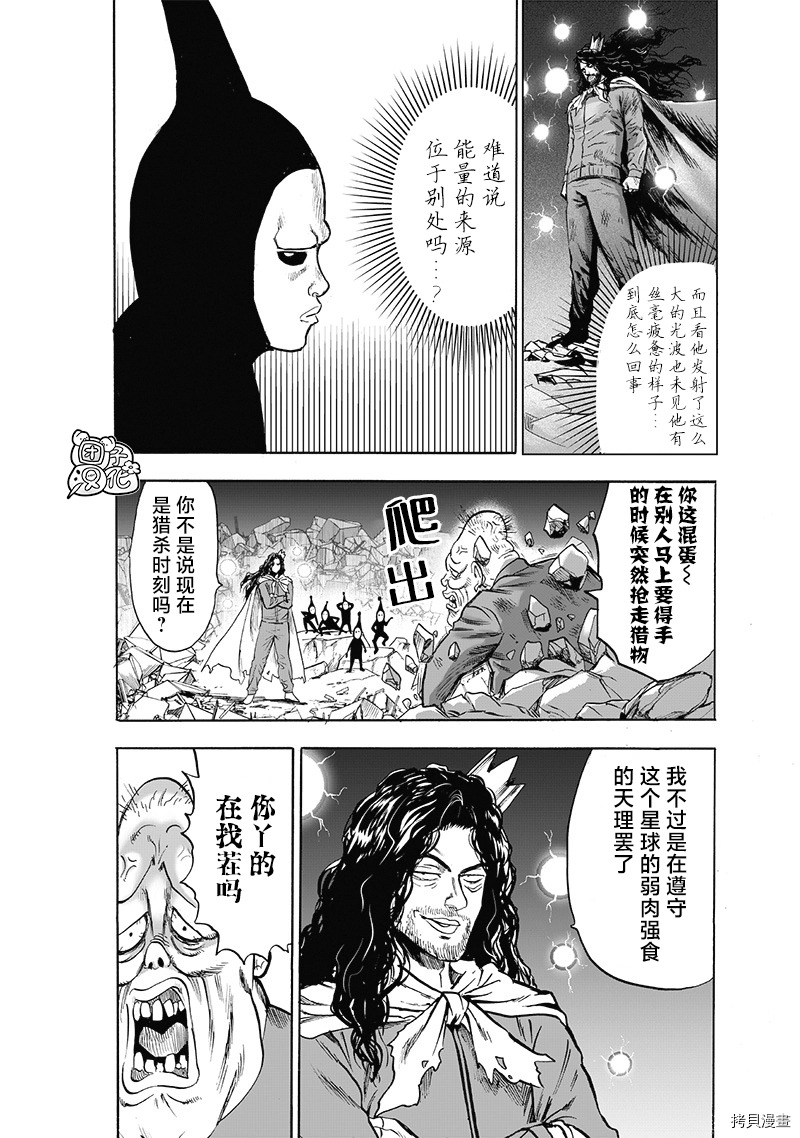 而且看他发射了这么
大的光波也未见他有
丝毫疲惫的样子…
到底怎么回事
难道说
能量的来源
位于别处吗…?
你这混蛋~
在别人马上要得手
的时候突然抢走猎物
爬出
你不是说现在
是猎杀时刻吗?
团子
只化
我不过是在遵守
这个星球的弱肉强食
的天理罢了
你丫的
在找茬吗
拷贝漫畫